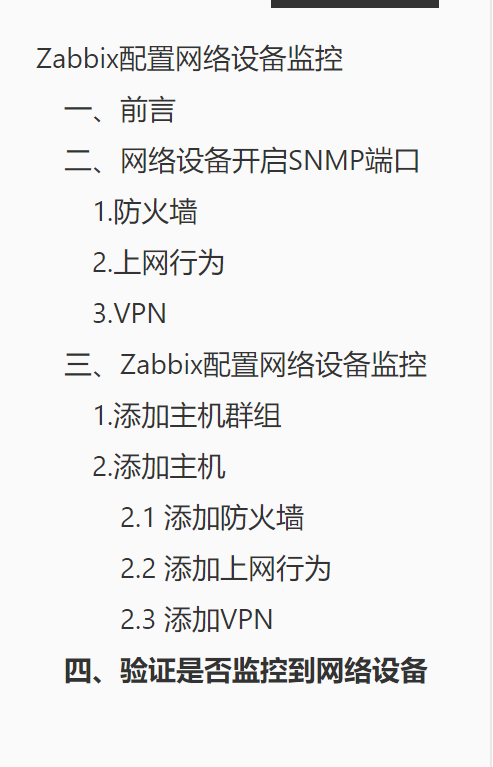 Zabbix配置网络设备监控
一、前言
二、网络设备开启SNMP端口
1.防火墙
2.上网行为
3.VPN
三、Zabbix配置网络设备监控
1.添加主机群组
2.添加主机
2.1 添加防火墙
2.2 添加上网行为
2.3 添加VPN
四、验证是否监控到网络设备